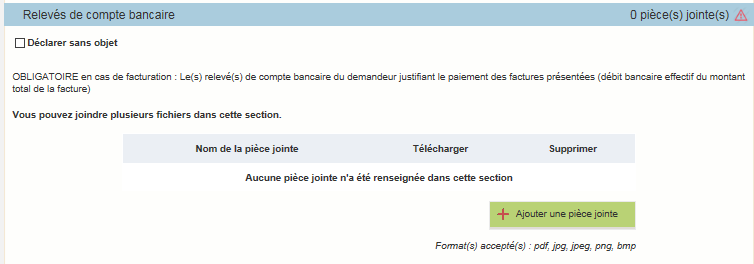 Relevés de compte bancaire 0 pièce(s) jointe(s)
Déclarer sans objet
OBLIGATOIRE en cas de facturation : Le(s) relevé(s) de compte bancaire du demandeur justifiant le paiement des factures présentées (débit bancaire effectif du montant
total de la facture)
Vous pouvez joindre plusieurs fichiers dans cette section.
Nom de la pièce jointe Télécharger Supprimer
Aucune pièce jointe n'a été renseignée dans cette section
Ajouter une pièce jointe
Format(s) accepté(s) : pdf, jpg, jpeg, png, bmp